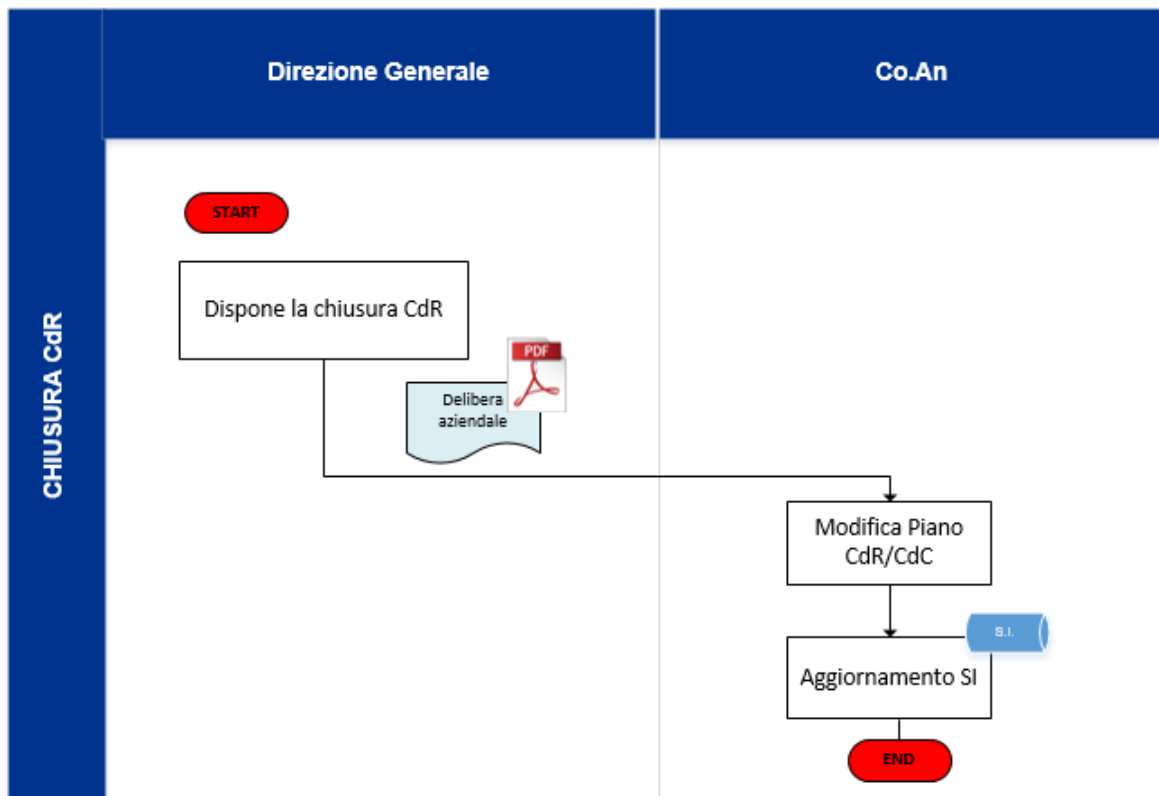 Direzione Generale
Co.An
CHIUSURA CdR
START
Dispone la chiusura CdR
PDF
Delibera
aziendale
Modifica Piano
CdR/CdC
S.I.
Aggiornamento SI
END